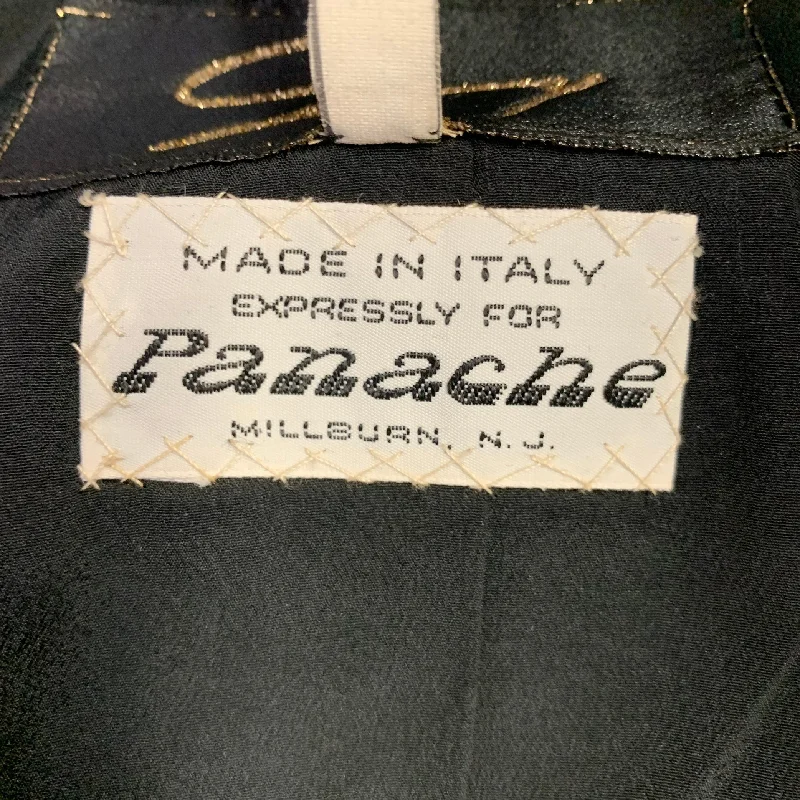 MADE IN ITALY
EXPRESSLY FOR
Panache
MILLBURN, N.J.